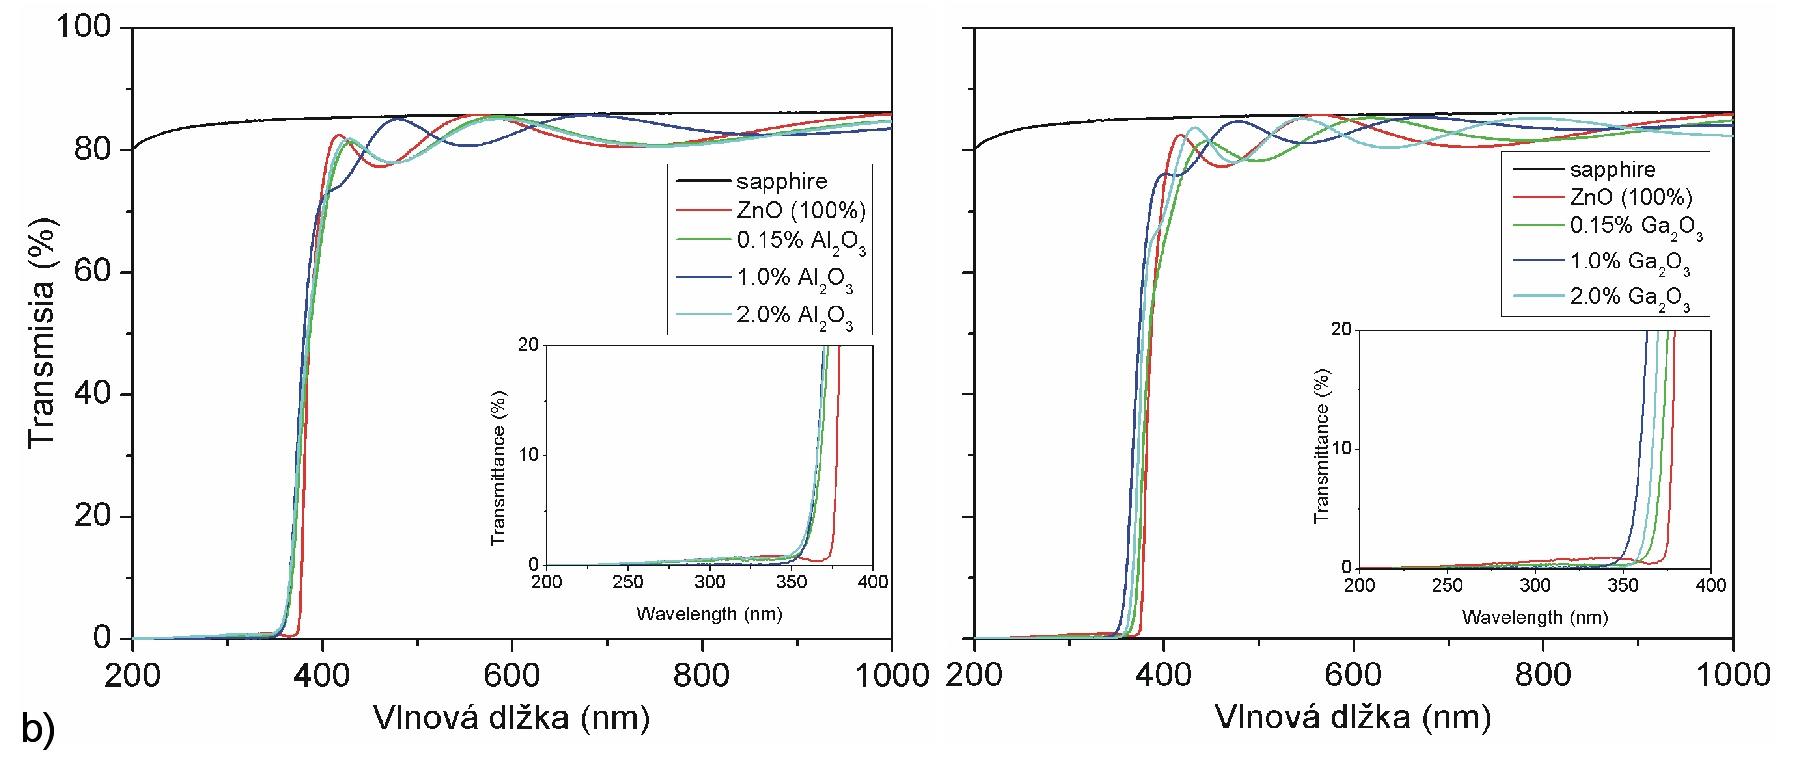 100
80
60
40
20
0
Transmisia (%)
200
400
600
800
1000
Vlnová dĺžka (nm)
sapphire
ZnO (100%)
0.15% Al₂O₃
1.0% Al₂O₃
2.0% Al₂O₃
20
10
0
Transmittance (%)
200
250
300
350
400
Wavelength (nm)
200
400
600
800
1000
Vlnová dĺžka (nm)
sapphire
ZnO (100%)
0.15% Ga₂O₃
1.0% Ga₂O₃
2.0% Ga₂O₃
20
10
0
Transmittance (%)
200
250
300
350
400
Wavelength (nm)
b)